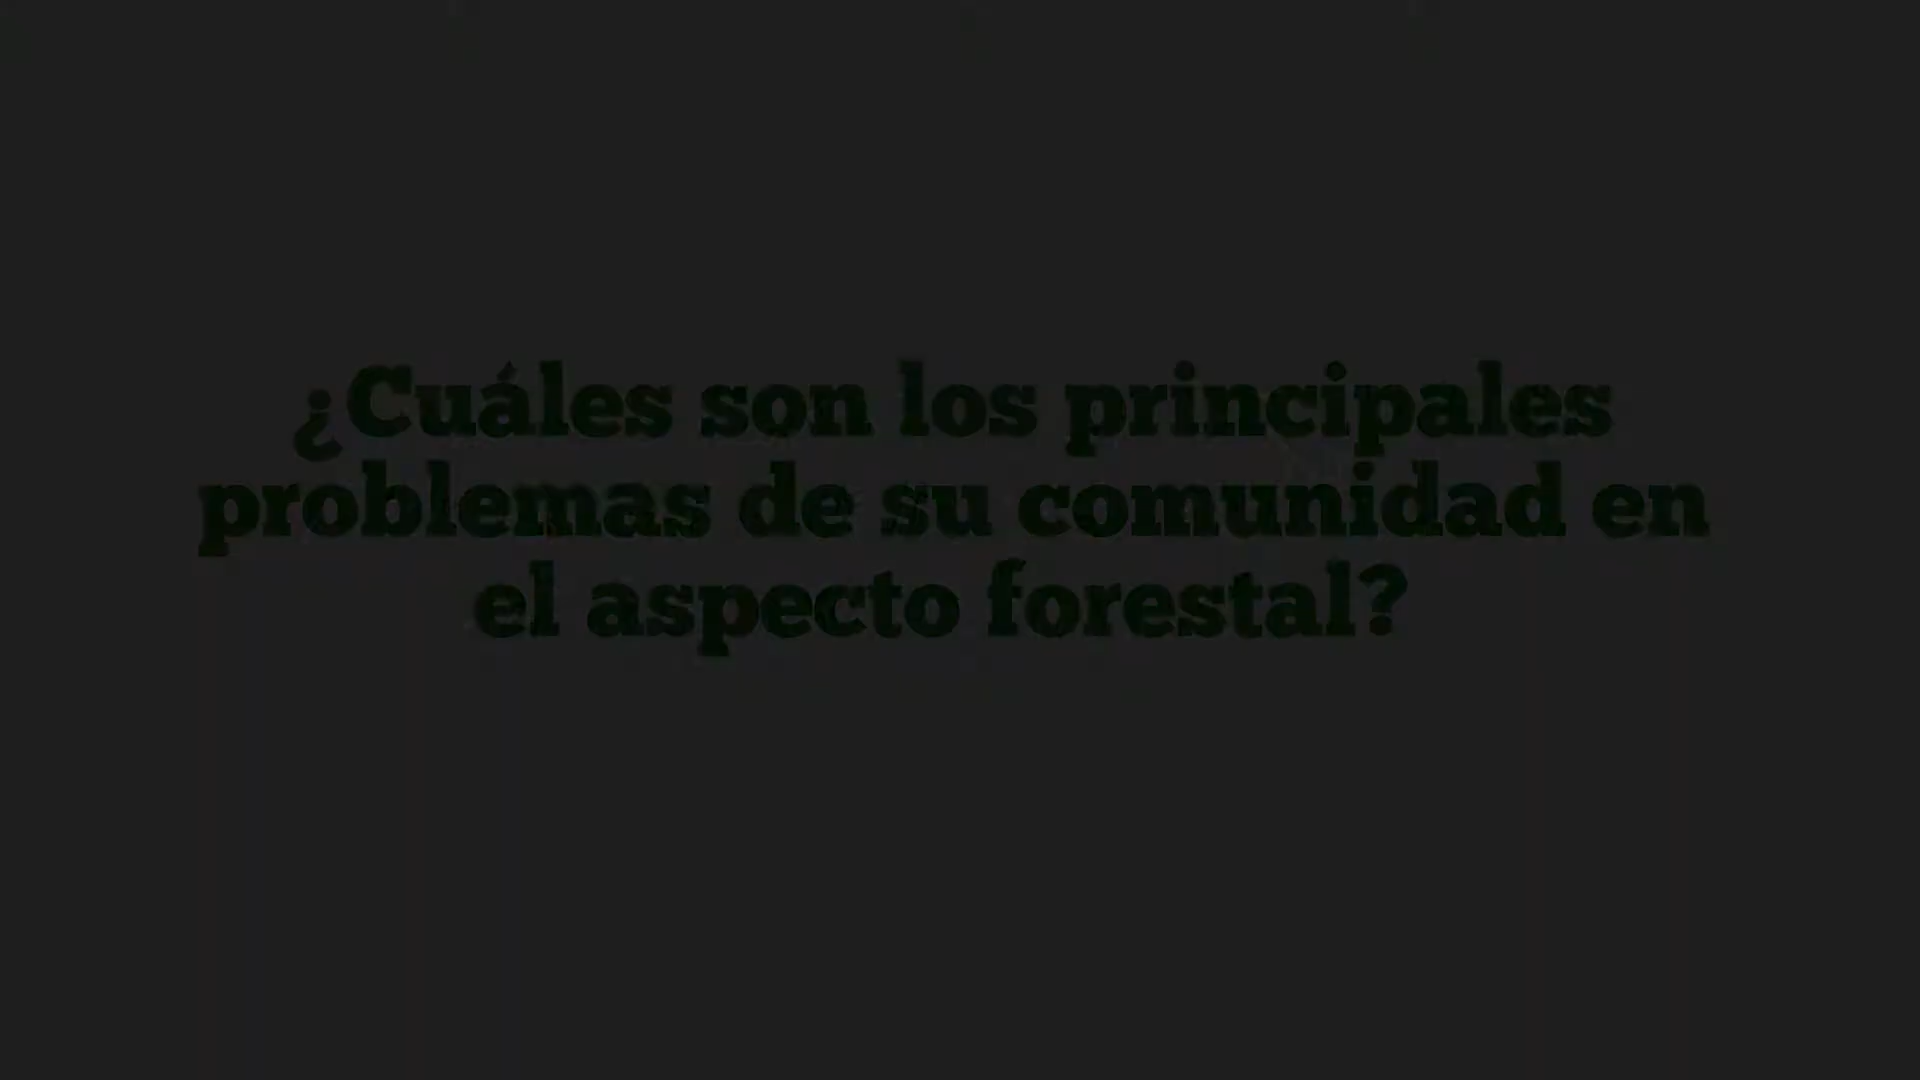 ¿Cuáles son los principales
problemas de su comunidad en
el aspecto forestal?